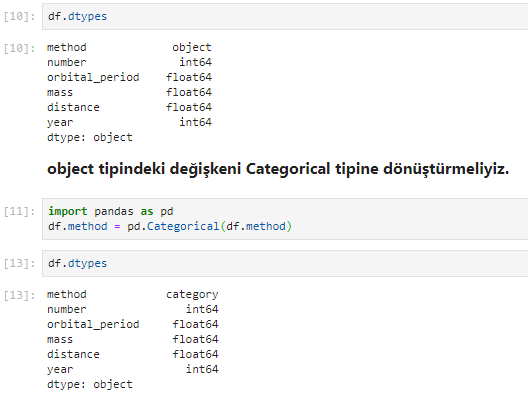 [10]: df.dtypes
[10]: method object
number int64
orbital_period float64
mass float64
distance float64
year int64
dtype: object
object tipindeki değişkeni Categorical tipine dönüştürmeliyiz.
[11]: import pandas as pd
df.method = pd.Categorical(df.method)
[13]: df.dtypes
[13]: method category
number int64
orbital_period float64
mass float64
distance float64
year int64
dtype: object